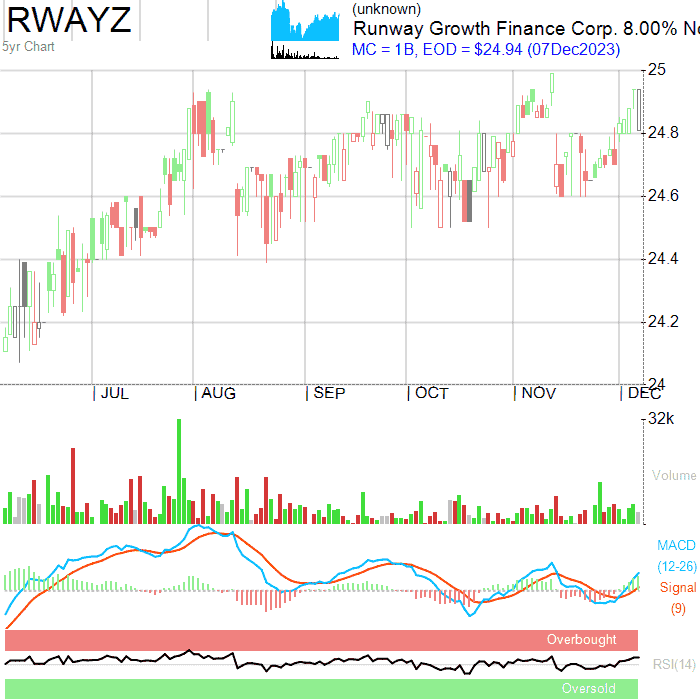 RWAYZ
5yr Chart
(unknown)
Runway Growth Finance Corp. 8.00% No
MC = 1B, EOD = $24.94 (07Dec2023)
25
24.8
24.6
24.4
24.2
24
JUL AUG SEP OCT NOV DEC
32k
Volume
MACD
(12-26)
Signal
(9)
Overbought
RSI(14)
Oversold